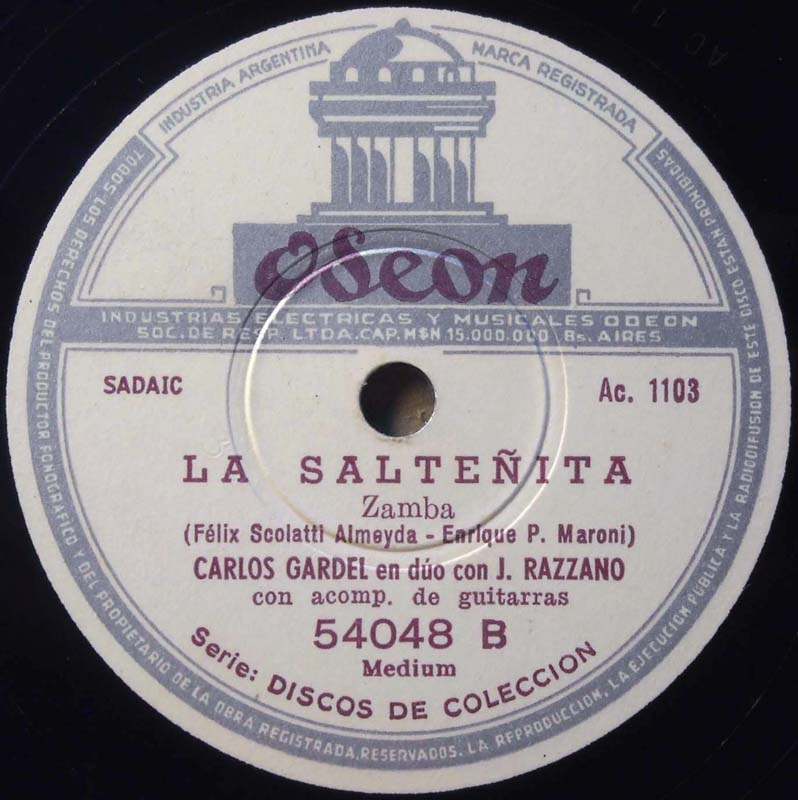 INDUSTRIA ARGENTINA
MARCA REGISTRADA
Odeon
INDUSTRIAS ELECTRICAS Y MUSICALES ODEON
SOC. DE RESP. LTDA. CAP. M$N 15.000.000 Bs. AIRES
SADAIC
Ac. 1103
LA SALTEÑITA
Zamba
(Félix Scolatti Almeyda - Enrique P. Maroni)
CARLOS GARDEL en dúo con J. RAZZANO
con acomp. de guitarras
54048 B
Medium
Serie: DISCOS DE COLECCION
TODOS LOS DERECHOS DEL PRODUCTOR FONOGRAFICO Y DEL PROPIETARIO DE LA OBRA REGISTRADA, RESERVADOS. LA REPRODUCCION, LA EJECUCION PUBLICA Y LA RADIODIFUSION DE ESTE DISCO ESTAN PROHIBIDAS